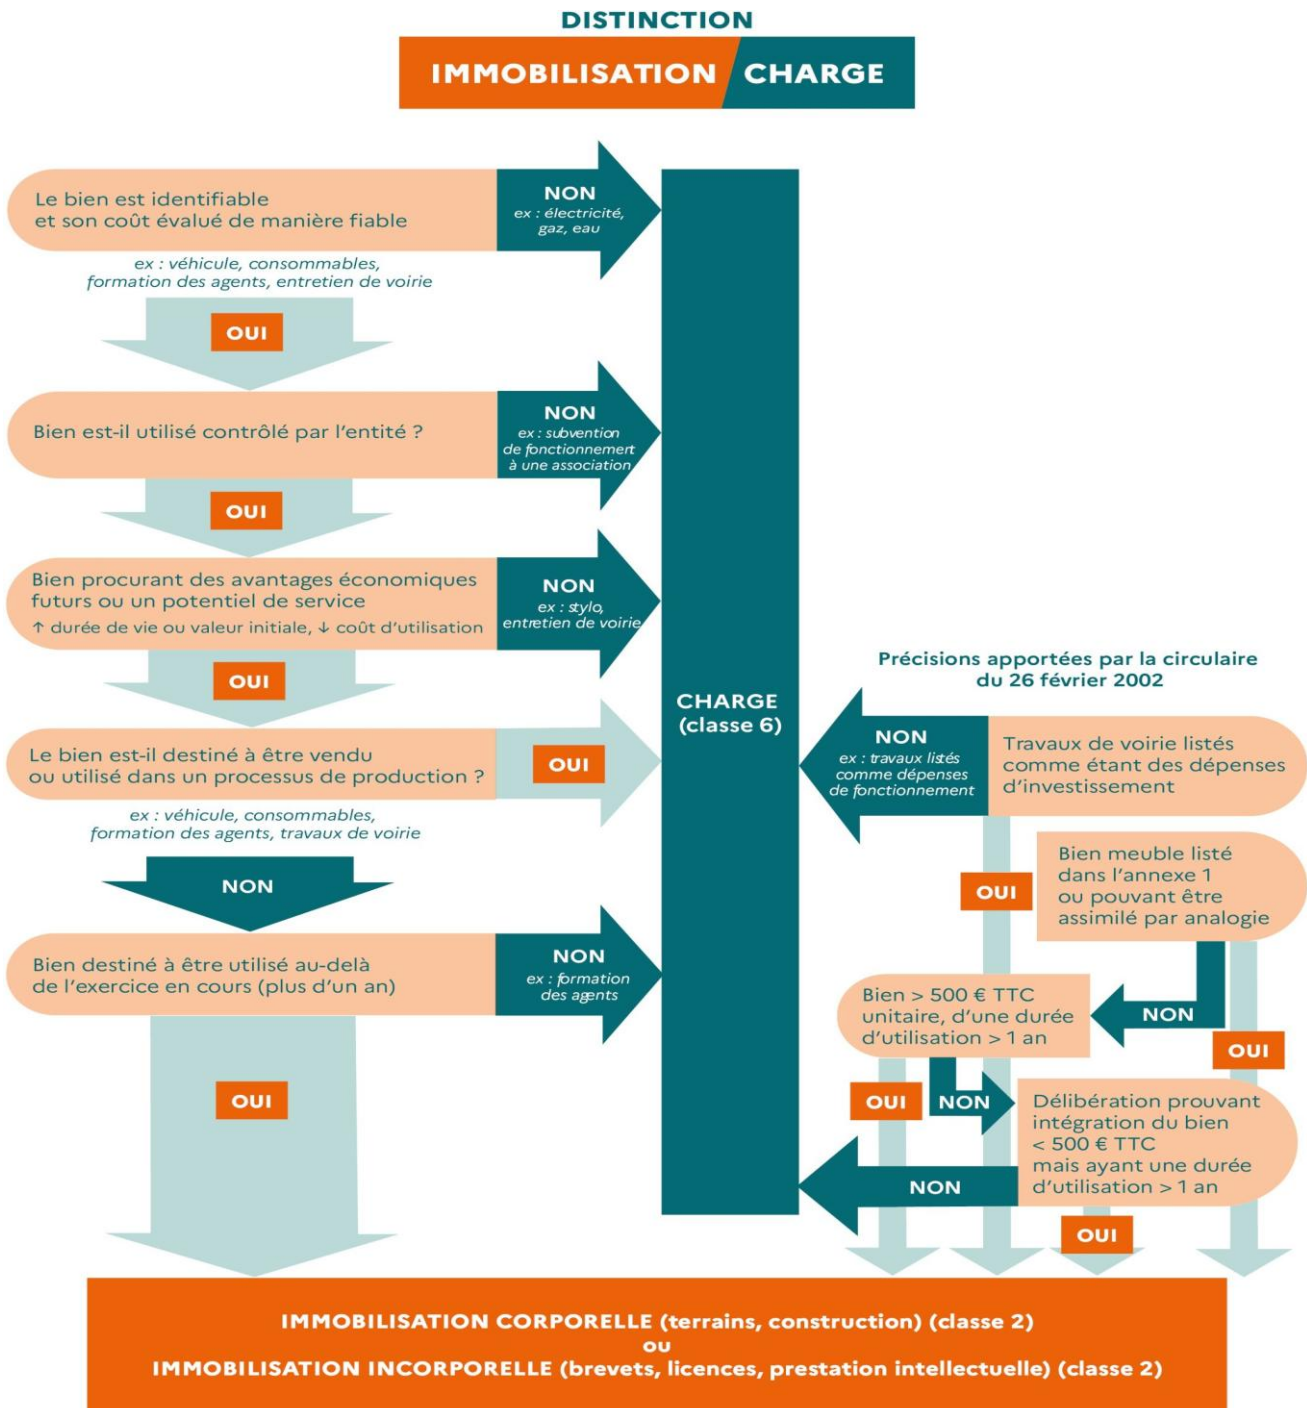 DISTINCTION
IMMOBILISATION CHARGE
Le bien est identifiable
et son coût évalué de manière fiable
NON
ex : électricité,
gaz, eau
ex : véhicule, consommables,
formation des agents, entretien de voirie
OUI
Bien est-il utilisé contrôlé par l'entité ?
NON
ex : subvention
de fonctionnemert
à une association
OUI
Bien procurant des avantages économiques
futurs ou un potentiel de service
↑ durée de vie ou valeur initiale, ↓ coût d'utilisation
NON
ex : stylo,
entretien de voirie
OUI
Le bien est-il destiné à être vendu
ou utilisé dans un processus de production ?
OUI
ex : véhicule, consommables,
formation des agents, travaux de voirie
NON
Bien destiné à être utilisé au-delà
de l'exercice en cours (plus d'un an)
NON
ex : formation
des agents
OUI
CHARGE
(classe 6)
Précisions apportées par la circulaire
du 26 février 2002
NON
ex : travaux listés
comme dépenses
de fonctionnement
Travaux de voirie listés
comme étant des dépenses
d'investissement
OUI
Bien meuble listé
dans l'annexe 1
ou pouvant être
assimilé par analogie
NON
OUI
Bien > 500 € TTC
unitaire, d'une durée
d'utilisation > 1 an
OUI
NON
Délibération prouvant
intégration du bien
< 500 € TTC
mais ayant une durée
d'utilisation > 1 an
NON
OUI
IMMOBILISATION CORPORELLE (terrains, construction) (classe 2)
OU
IMMOBILISATION INCORPORELLE (brevets, licences, prestation intellectuelle) (classe 2)